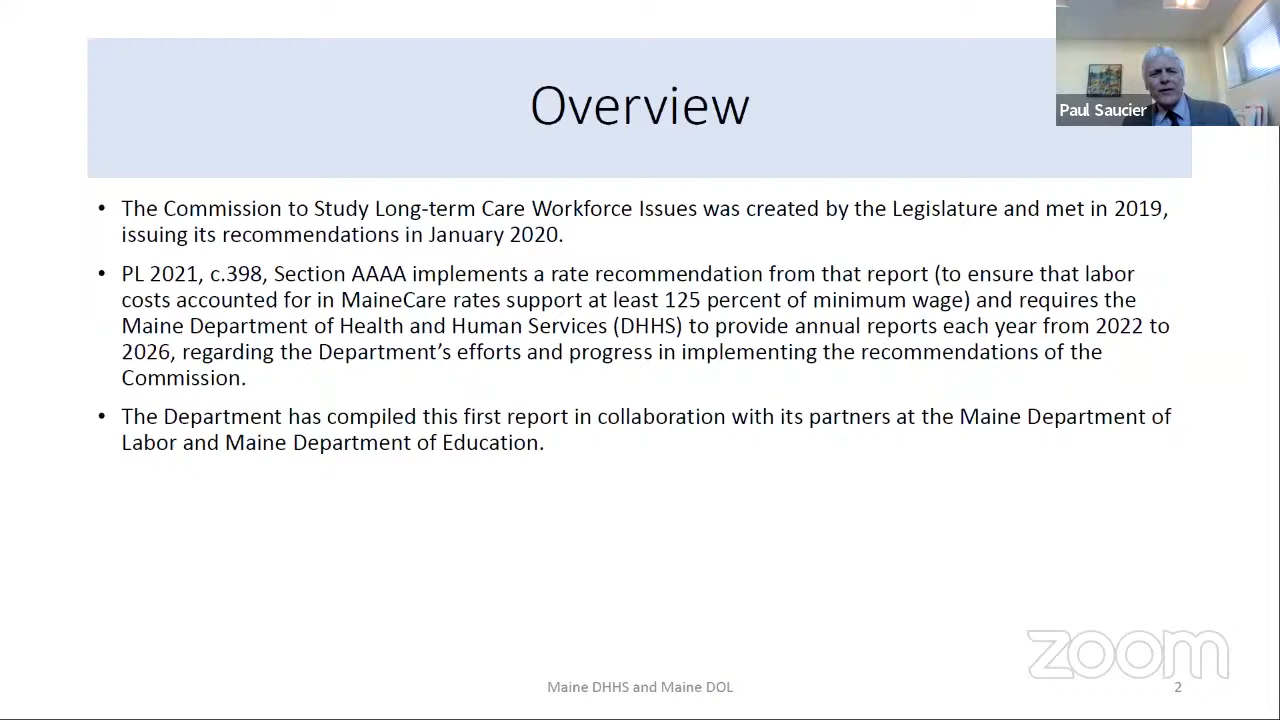 Overview
Paul Saucier
• The Commission to Study Long-term Care Workforce Issues was created by the Legislature and met in 2019,
issuing its recommendations in January 2020.
• PL 2021, c.398, Section AAAA implements a rate recommendation from that report (to ensure that labor
costs accounted for in MaineCare rates support at least 125 percent of minimum wage) and requires the
Maine Department of Health and Human Services (DHHS) to provide annual reports each year from 2022 to
2026, regarding the Department’s efforts and progress in implementing the recommendations of the
Commission.
• The Department has compiled this first report in collaboration with its partners at the Maine Department of
Labor and Maine Department of Education.
zoom
Maine DHHS and Maine DOL
2